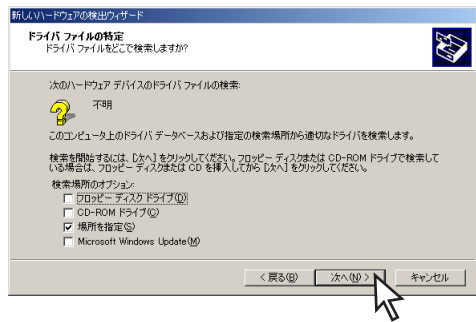 新しいハードウェアの検出ウィザード
ドライバ ファイルの特定
ドライバ ファイルをどこで検索しますか?
次のハードウェア デバイスのドライバ ファイルの検索:
不明
このコンピュータ上のドライバ データベースおよび指定の検索場所から適切なドライバを検索します。
検索を開始するには、[次へ] をクリックしてください。フロッピー ディスクまたは CD-ROM ドライブで検索して
いる場合は、フロッピー ディスクまたは CD を挿入してから [次へ] をクリックしてください。
検索場所のオプション:
フロッピー ディスク ドライブ(D)
CD-ROM ドライブ(C)
場所を指定(S)
Microsoft Windows Update(M)
< 戻る(B) 次へ(N) > キャンセル